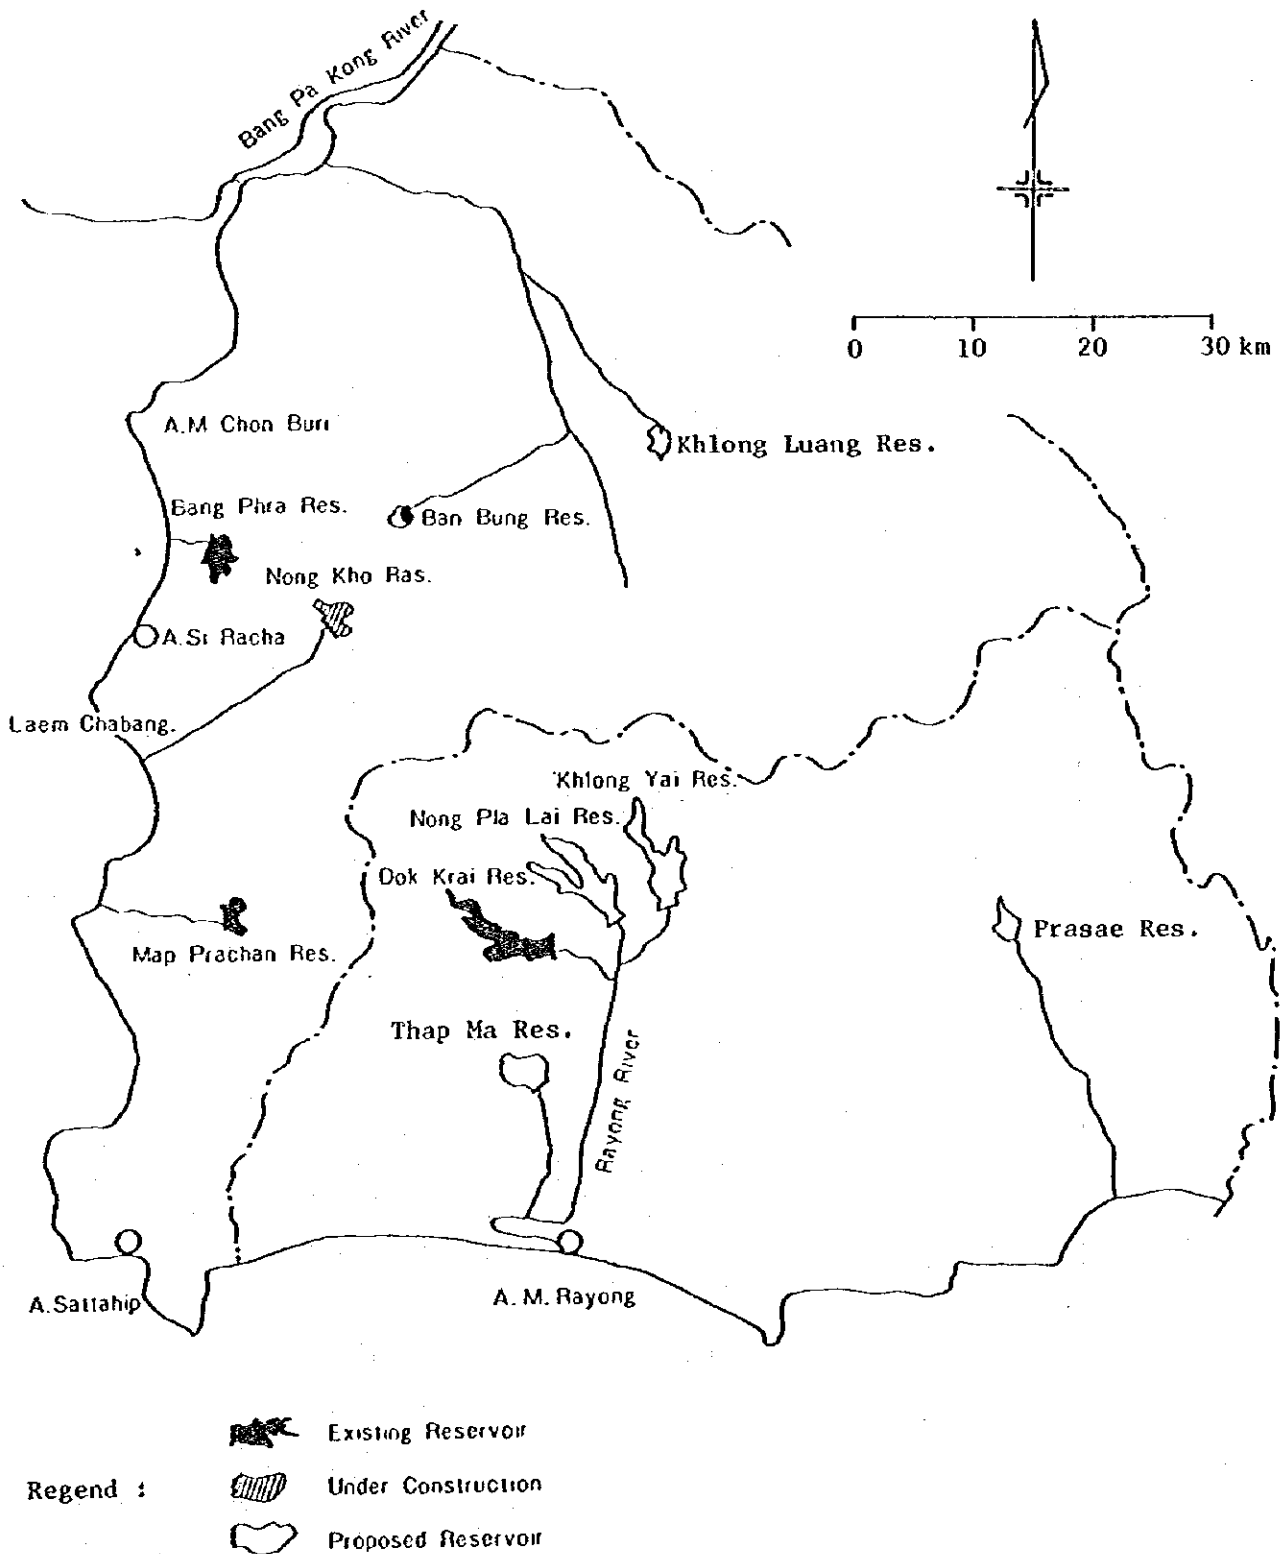 Bang Pa Kong River
0 10 20 30 km
A.M Chon Buri
Khlong Luang Res.
Bang Phra Res.
Ban Bung Res.
Nong Kho Ras.
A.Si Racha
Laem Chabang.
Khlong Yai Res.
Nong Pla Lai Res.
Dok Krai Res.
Map Prachan Res.
Prasae Res.
Thap Ma Res.
Rayong River
A.Sattahip
A.M.Rayong
Existing Reservoir
Regend : Under Construction
Proposed Reservoir